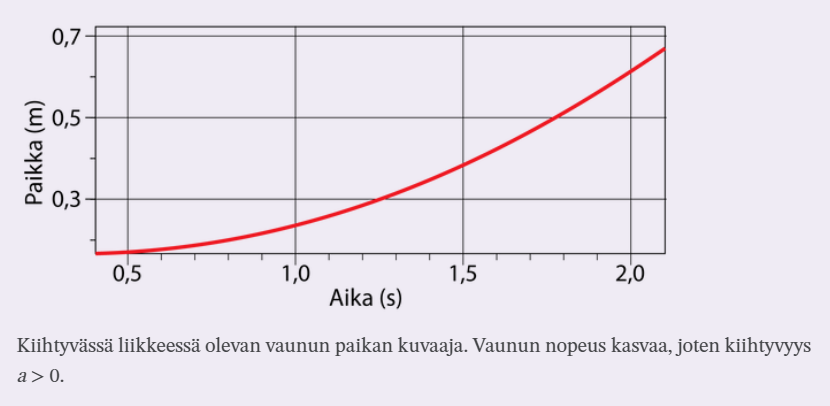 0,7
0,5
0,3
Paikka (m)
0,5 1,0 1,5 2,0
Aika (s)
Kiihtyvässä liikkeessä olevan vaunun paikan kuvaaja. Vaunun nopeus kasvaa, joten kiihtyvyys
a > 0.